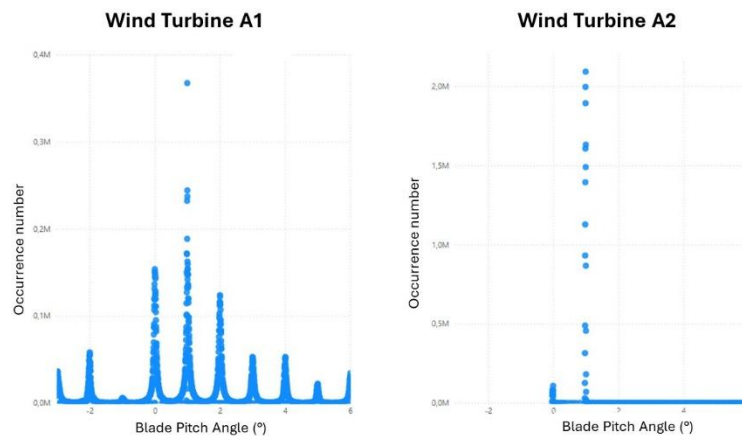 Wind Turbine A1
0,4M
0,3M
0,2M
0,1M
0,0M
Occurrence number
-2
0
2
4
6
Blade Pitch Angle (°)
Wind Turbine A2
2,0M
1,5M
1,0M
0,5M
0,0M
Occurrence number
-2
0
2
4
Blade Pitch Angle (°)